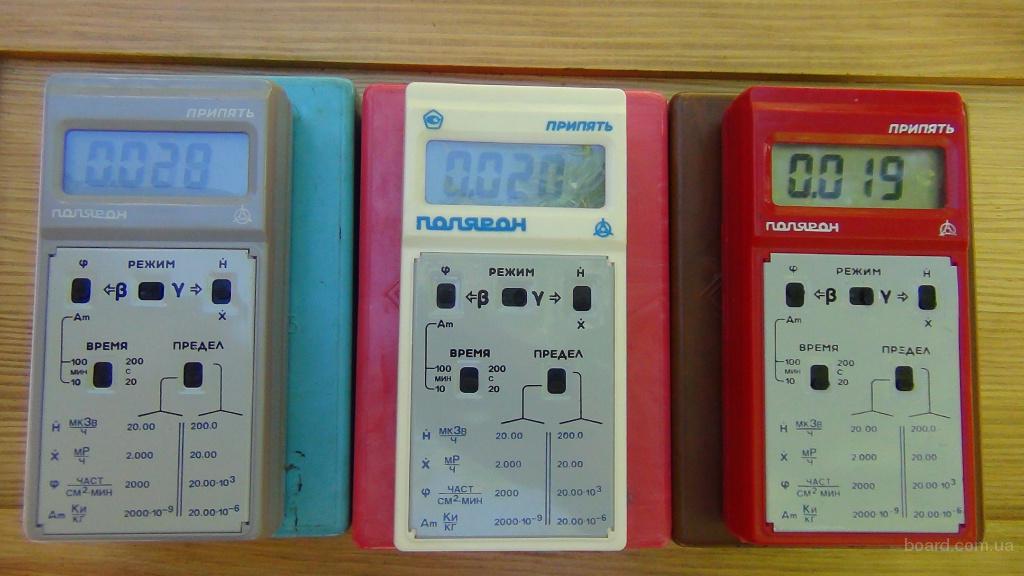 ПРИПЯТЬ
0.028
ПОЛЯРОН
φ РЕЖИМ Ḣ
⇐β γ⇒
Аm Ẋ
ВРЕМЯ ПРЕДЕЛ
100 200
МИН С
10 20
Ḣ мкЗв/ч 20.00 200.0
Ẋ мР/ч 2.000 20.00
φ ЧАСТ/СМ²·МИН 2000 20.00·10³
Аm Ки/кг 2000·10⁻⁹ 20.00·10⁻⁶
ПРИПЯТЬ
0.020
ПОЛЯРОН
φ РЕЖИМ Ḣ
⇐β γ⇒
Аm Ẋ
ВРЕМЯ ПРЕДЕЛ
100 200
МИН С
10 20
Ḣ мкЗв/ч 20.00 200.0
Ẋ мР/ч 2.000 20.00
φ ЧАСТ/СМ²·МИН 2000 20.00·10³
Аm Ки/кг 2000·10⁻⁹ 20.00·10⁻⁶
ПРИПЯТЬ
0.019
ПОЛЯРОН
φ РЕЖИМ Ḣ
⇐β γ⇒
Аm Ẋ
ВРЕМЯ ПРЕДЕЛ
100 200
МИН С
10 20
Ḣ мкЗв/ч 20.00 200.0
Ẋ мР/ч 2.000 20.00
φ ЧАСТ/СМ²·МИН 2000 20.00·10³
Аm Ки/кг 2000·10⁻⁹ 20.00·10⁻⁶
board.com.ua